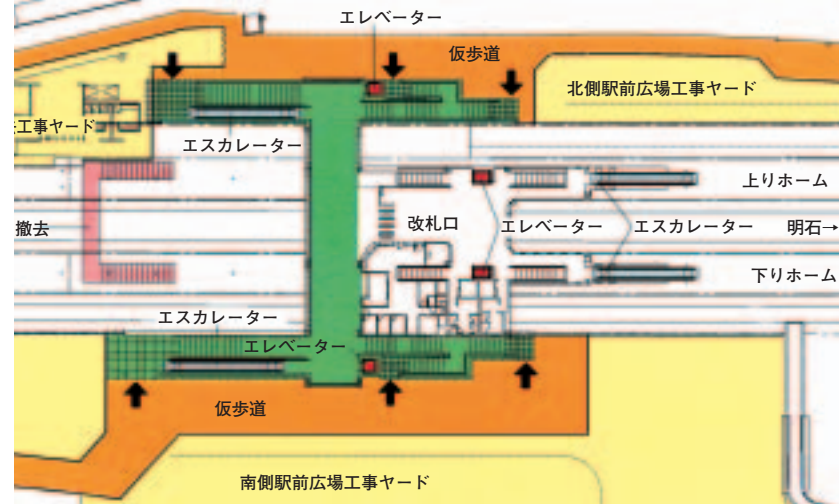 エレベーター
仮歩道
北側駅前広場工事ヤード
工事ヤード
エスカレーター
上りホーム
撤去
改札口
エレベーター
エスカレーター
明石→
下りホーム
エスカレーター
エレベーター
仮歩道
南側駅前広場工事ヤード